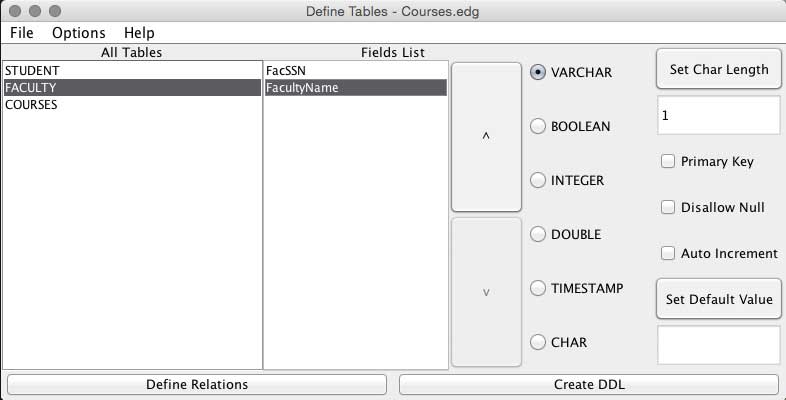 Define Tables - Courses.edg
File Options Help
All Tables
Fields List
STUDENT
FACULTY
COURSES
FacSSN
FacultyName
^
v
VARCHAR
BOOLEAN
INTEGER
DOUBLE
TIMESTAMP
CHAR
Set Char Length
1
Primary Key
Disallow Null
Auto Increment
Set Default Value
Define Relations
Create DDL